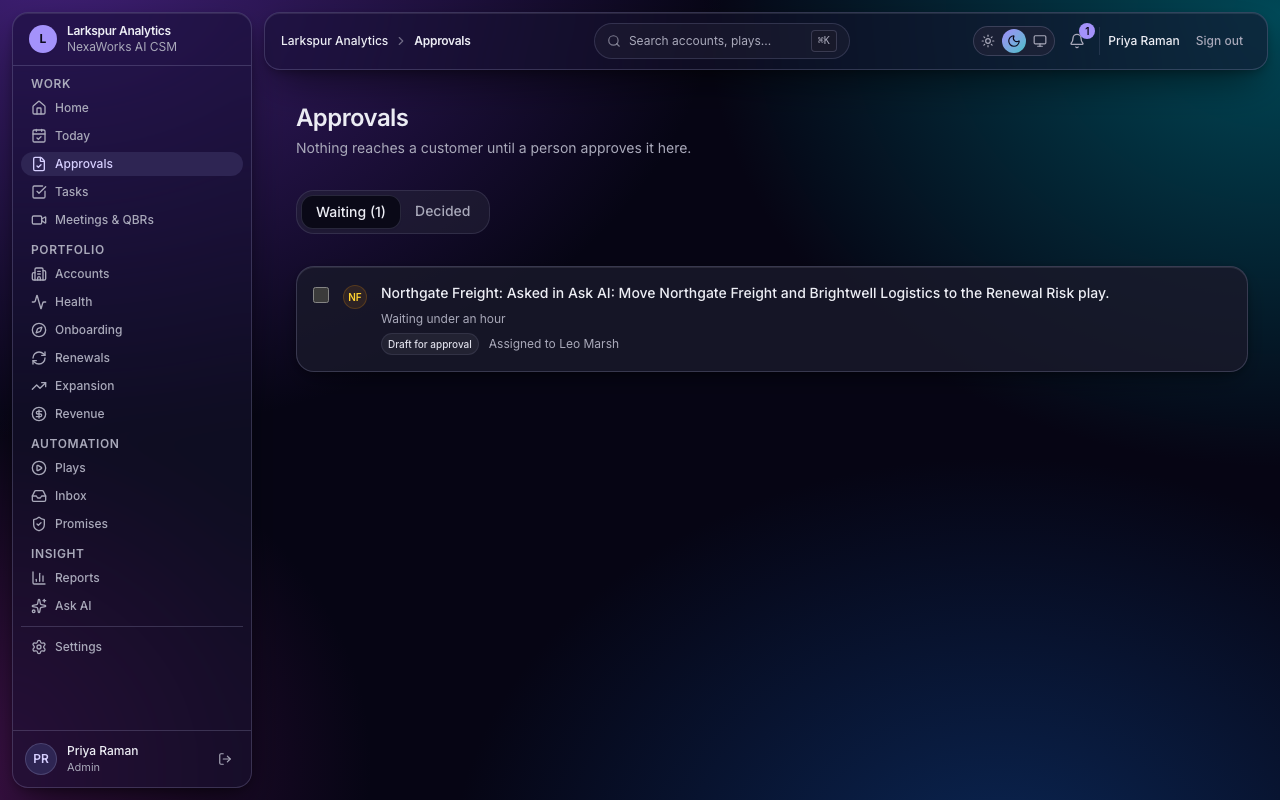 L
Larkspur Analytics
NexaWorks AI CSM
WORK
Home
Today
Approvals
Tasks
Meetings & QBRs
PORTFOLIO
Accounts
Health
Onboarding
Renewals
Expansion
Revenue
AUTOMATION
Plays
Inbox
Promises
INSIGHT
Reports
Ask AI
Settings
PR
Priya Raman
Admin
Larkspur Analytics > Approvals
Search accounts, plays... ⌘K
1
Priya Raman
Sign out
Approvals
Nothing reaches a customer until a person approves it here.
Waiting (1)
Decided
NF
Northgate Freight: Asked in Ask AI: Move Northgate Freight and Brightwell Logistics to the Renewal Risk play.
Waiting under an hour
Draft for approval
Assigned to Leo Marsh